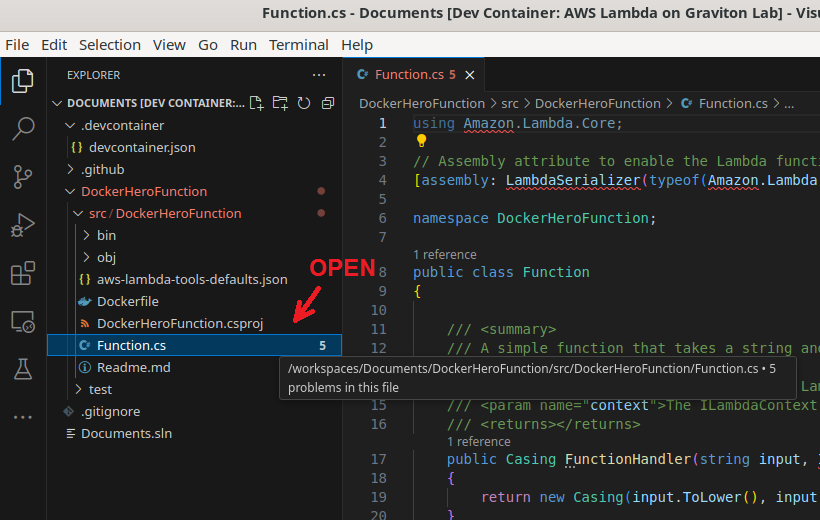 Function.cs - Documents [Dev Container: AWS Lambda on Graviton Lab] - Visu
File Edit Selection View Go Run Terminal Help
EXPLORER ...
DOCUMENTS [DEV CONTAINER:...
.devcontainer
{} devcontainer.json
.github
DockerHeroFunction
src / DockerHeroFunction
bin
obj
{} aws-lambda-tools-defaults.json
Dockerfile
DockerHeroFunction.csproj
Function.cs 5
Readme.md
test
.gitignore
Documents.sln
OPEN
Function.cs 5
DockerHeroFunction > src > DockerHeroFunction > Function.cs > ...
1 using Amazon.Lambda.Core;
2
3 // Assembly attribute to enable the Lambda functi
4 [assembly: LambdaSerializer(typeof(Amazon.Lambda
5
6 namespace DockerHeroFunction;
7
1 reference
8 public class Function
9 {
10
11 /// <summary>
12 /// A simple function that takes a string and
/workspaces/Documents/DockerHeroFunction/src/DockerHeroFunction/Function.cs • 5
problems in this file
La
15 /// <param name="context">The ILambdaContext
16 /// <returns></returns>
1 reference
17 public Casing FunctionHandler(string input,
18 {
19 return new Casing(input.ToLower(), input
20 }